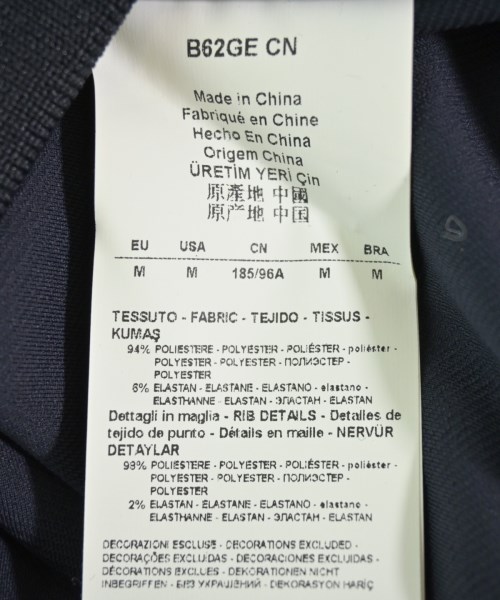 B62GE CN
Made in China
Fabriqué en Chine
Hecho En China
Origem China
ÜRETİM YERİ Çin
原產地 中國
原产地 中国
EU USA CN MEX BRA
M M 185/96A M M
TESSUTO - FABRIC - TEJIDO - TISSUS -
KUMAŞ
94% POLIESTERE - POLYESTER - POLIÉSTER - poliéster -
POLYESTER - POLYESTER - ПОЛИЭСТЕР -
POLYESTER
6% ELASTAN - ELASTANE - ELASTANO - elastano -
ELASTHANNE - ELASTAN - ЭЛАСТАН - ELASTAN
Dettagli in maglia - RIB DETAILS - Detalles de
tejido de punto - Détails en maille - NERVÜR
DETAYLAR
98% POLIESTERE - POLYESTER - POLIÉSTER - poliéster -
POLYESTER - POLYESTER - ПОЛИЭСТЕР -
POLYESTER
2% ELASTAN - ELASTANE - ELASTANO - elastano -
ELASTHANNE - ELASTAN - ЭЛАСТАН - ELASTAN
DECORAZIONI ESCLUSE - DECORATIONS EXCLUDED -
DECORAÇÕES EXCLUIDAS - DECORACIONES EXCLUIDAS -
DÉCORATIONS EXCLUES - DEKORATIONEN NICHT
INBEGRIFFEN - БЕЗ УКРАШЕНИЙ - DEKORASYON HARİÇ